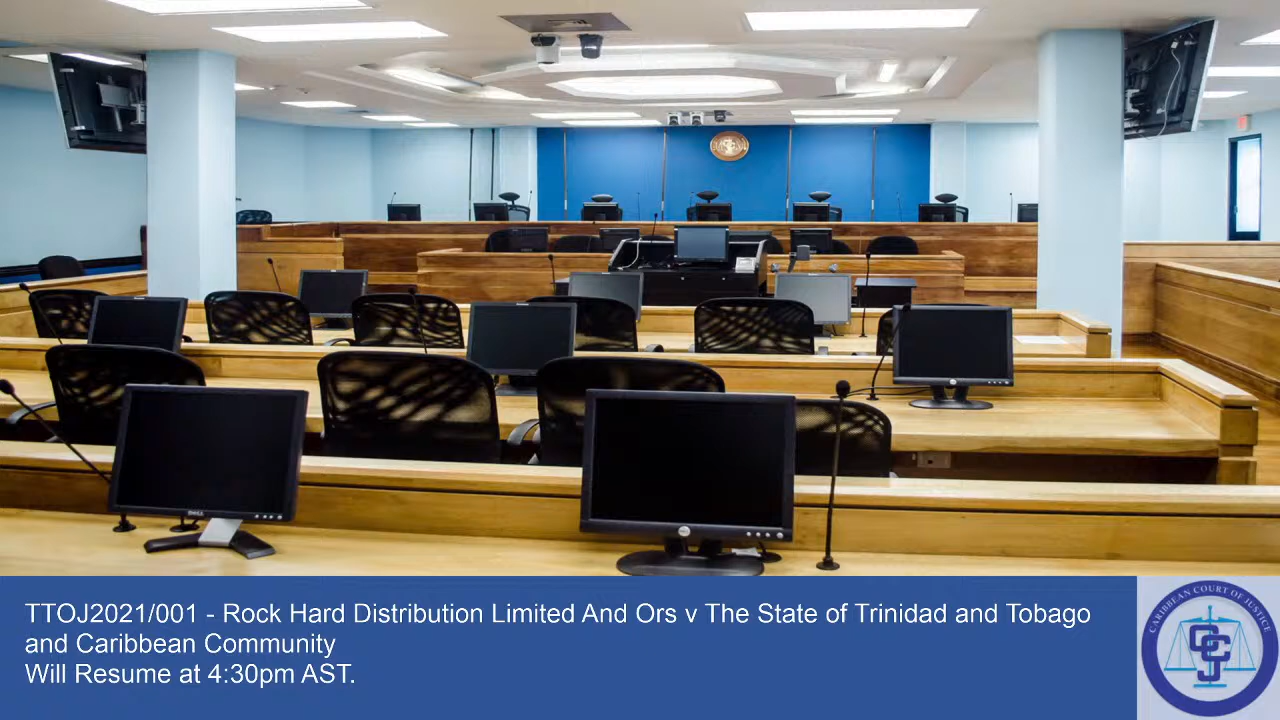 TTOJ2021/001 - Rock Hard Distribution Limited And Ors v The State of Trinidad and Tobago
and Caribbean Community
Will Resume at 4:30pm AST.
CARIBBEAN COURT OF JUSTICE
CCJ
DELL